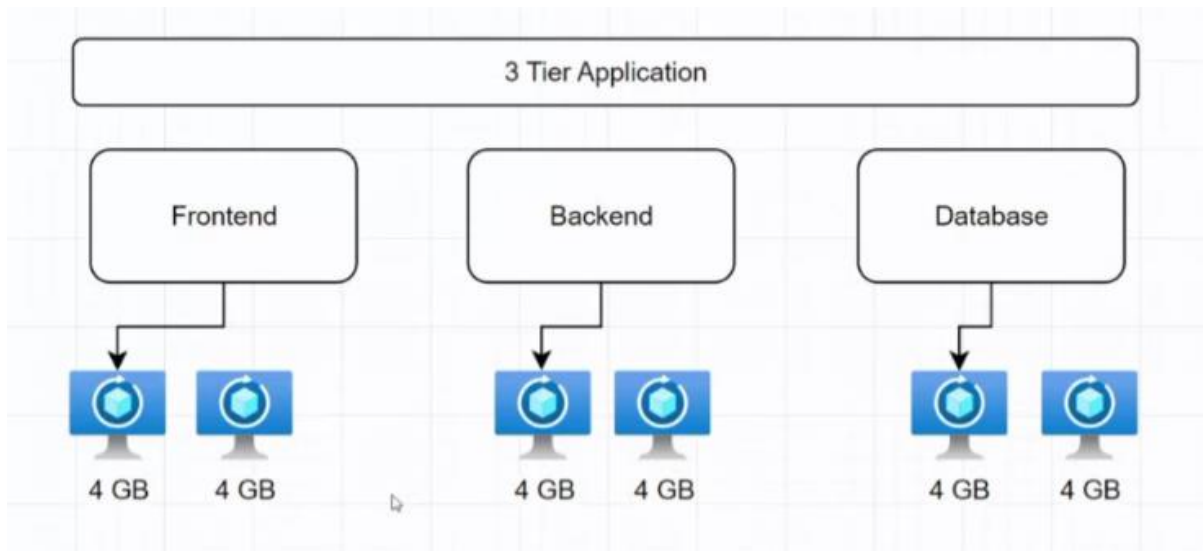 3 Tier Application
Frontend
Backend
Database
4 GB
4 GB
4 GB
4 GB
4 GB
4 GB